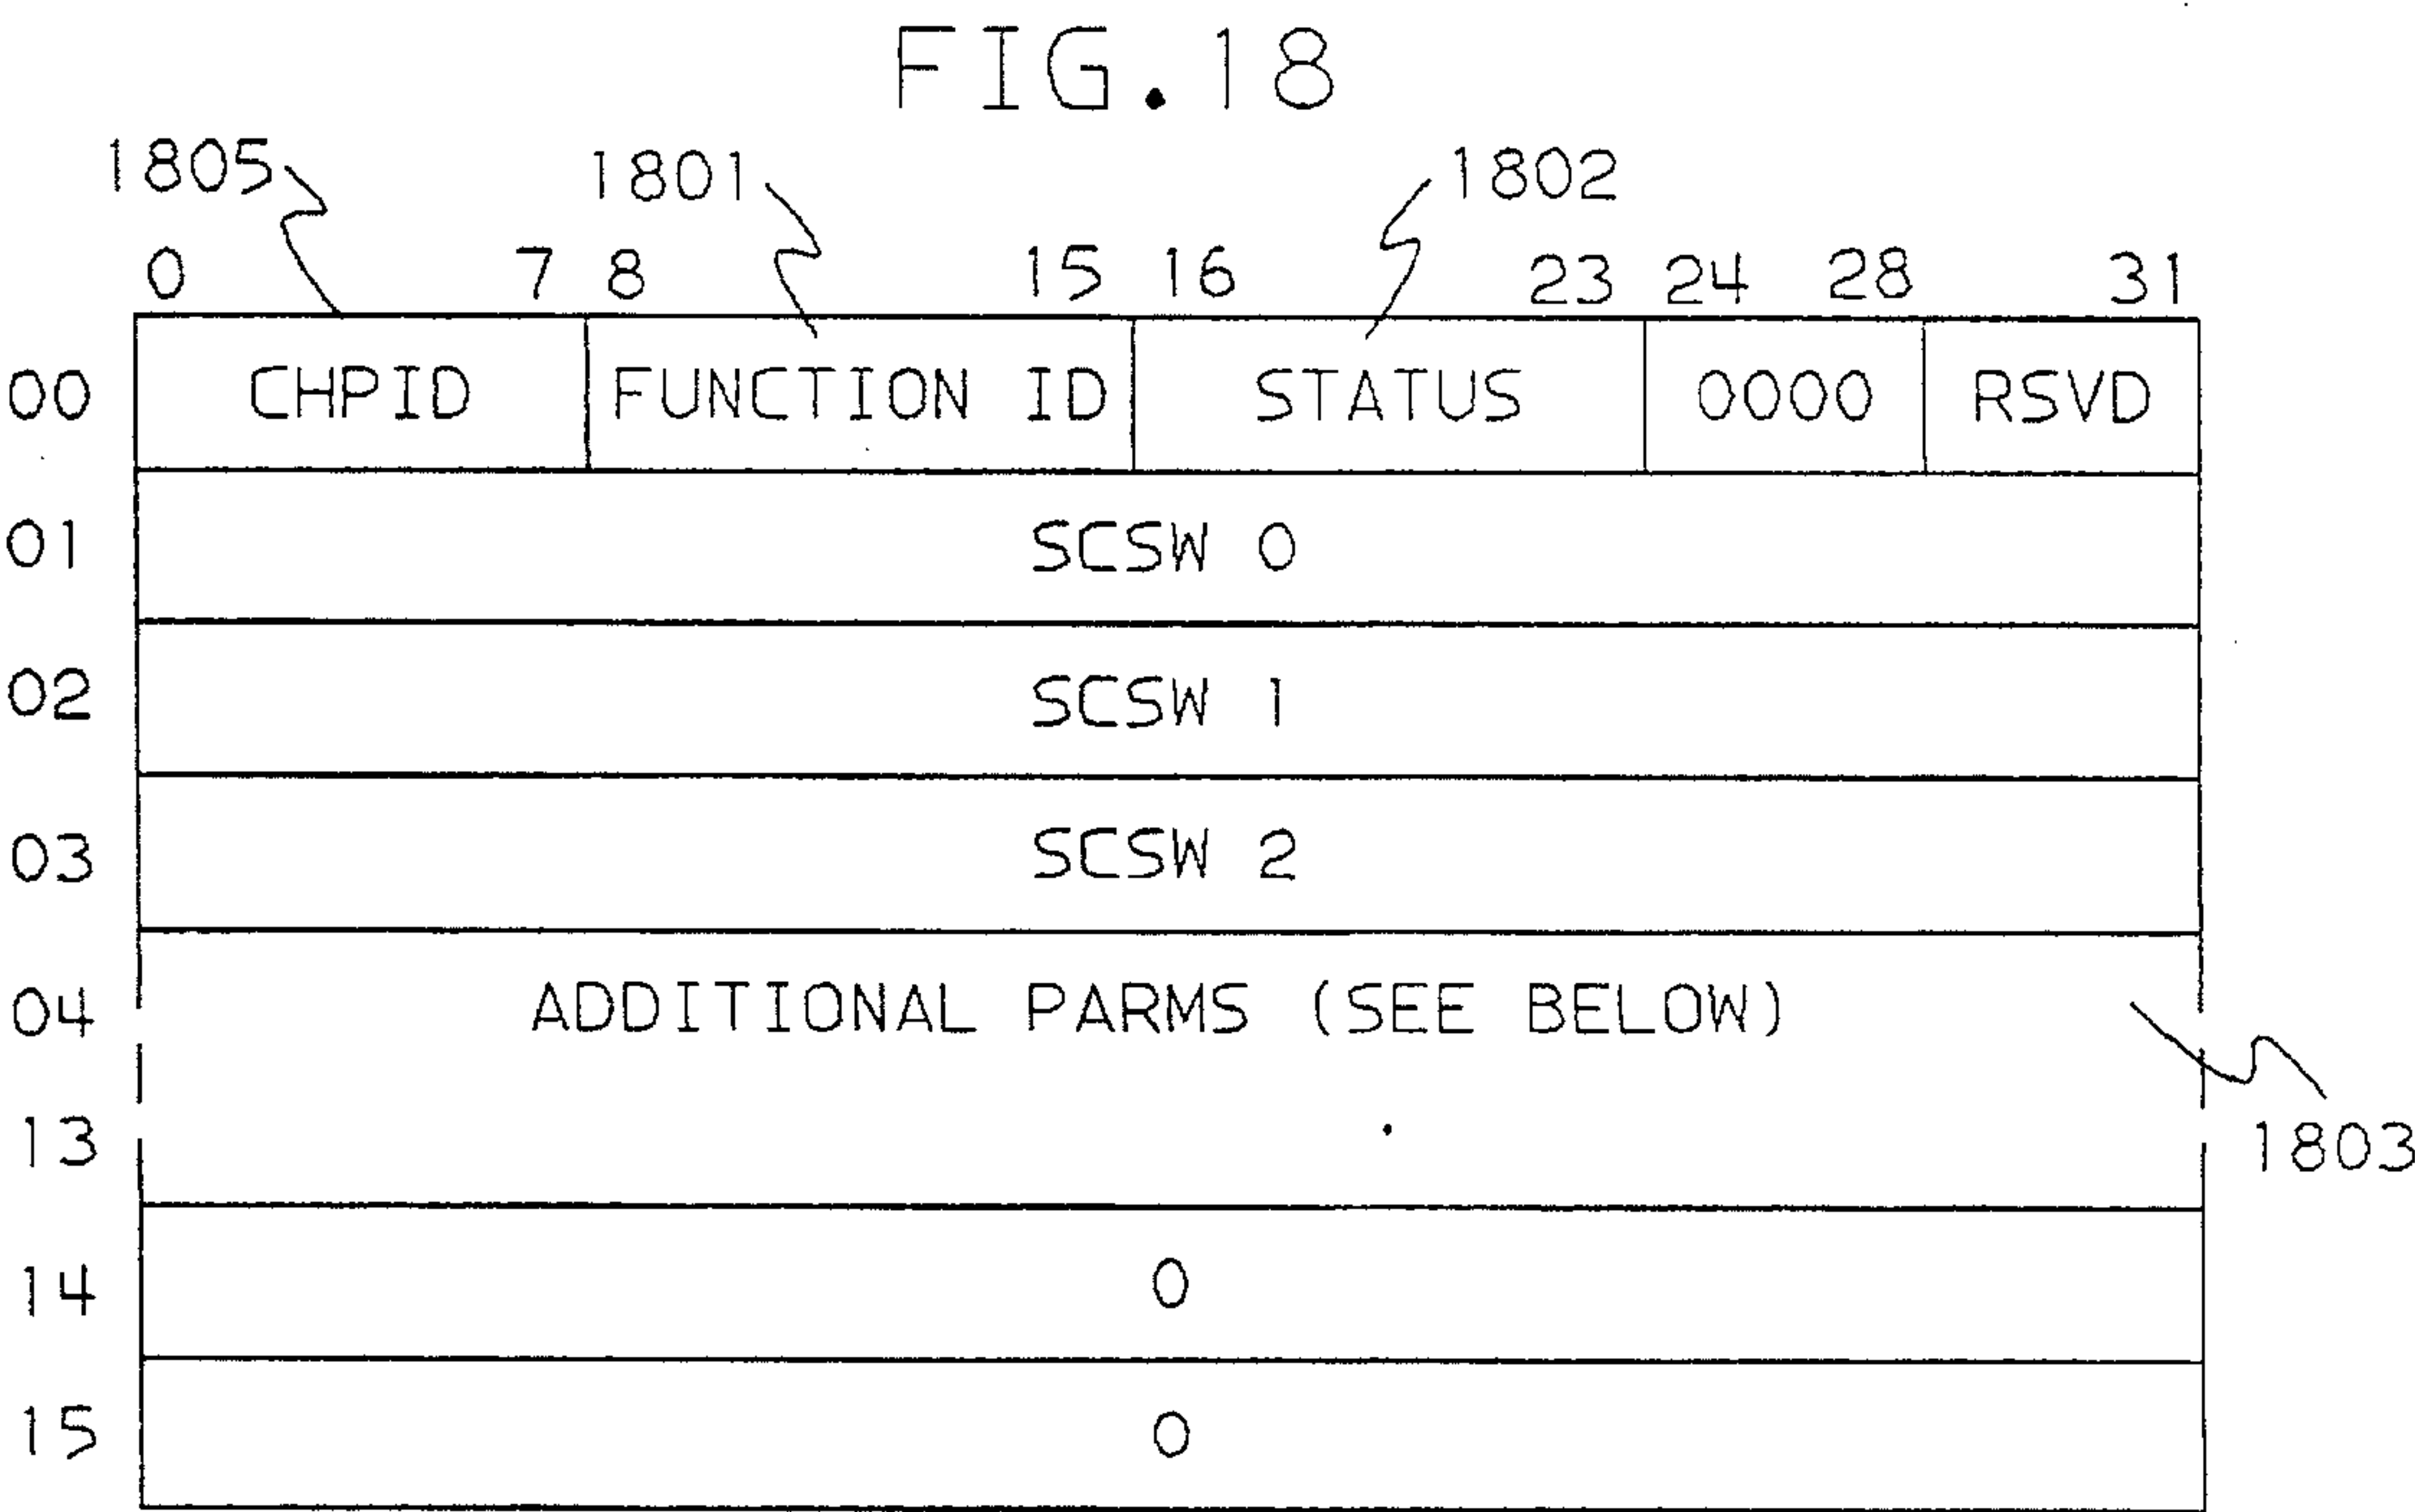 FIG.18
1805 1801 1802
0 7 8 15 16 23 24 28 31
00 CHPID FUNCTION ID STATUS 0000 RSVD
01 SCSW 0
02 SCSW 1
03 SCSW 2
04 ADDITIONAL PARMS (SEE BELOW)
13 1803
14 0
15 0